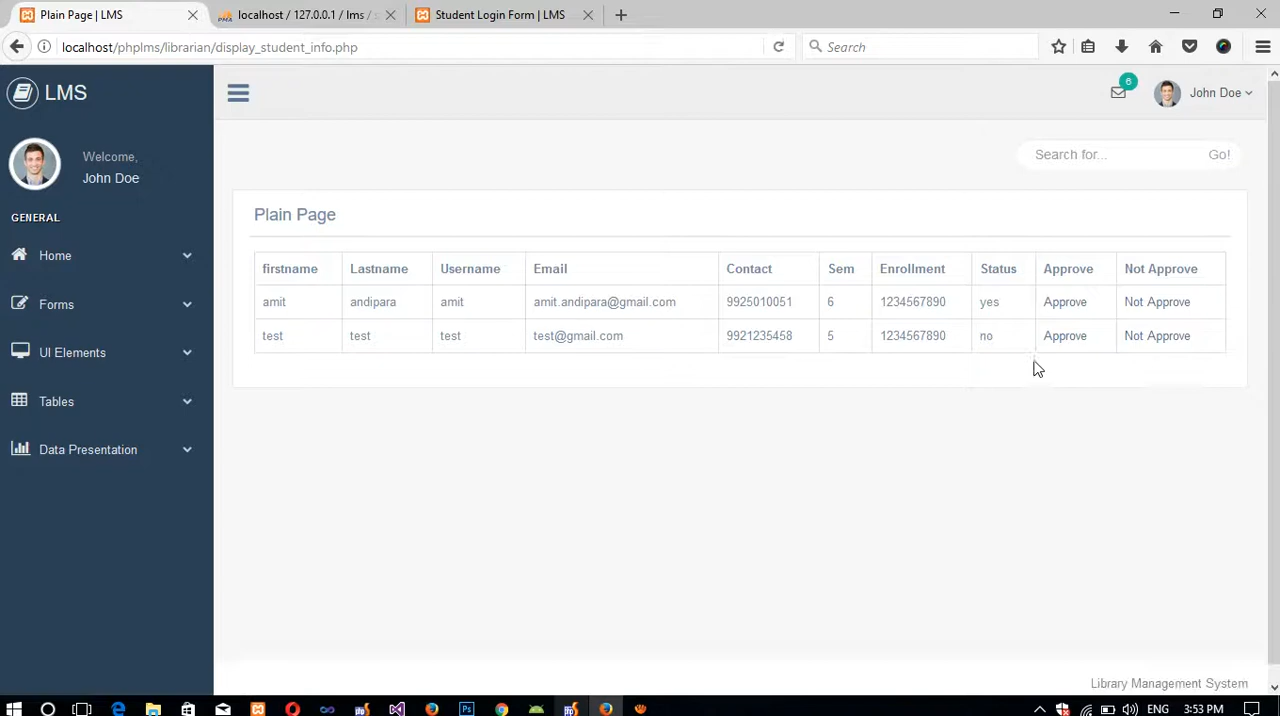 Plain Page | LMS
localhost / 127.0.0.1 / lms /
Student Login Form | LMS
localhost/phplms/librarian/display_student_info.php
Search
LMS
6
John Doe
Welcome,
John Doe
Search for...
Go!
GENERAL
Home
Forms
UI Elements
Tables
Data Presentation
Plain Page
firstname Lastname Username Email Contact Sem Enrollment Status Approve Not Approve
amit andipara amit amit.andipara@gmail.com 9925010051 6 1234567890 yes Approve Not Approve
test test test test@gmail.com 9921235458 5 1234567890 no Approve Not Approve
Library Management System
ENG 3:53 PM